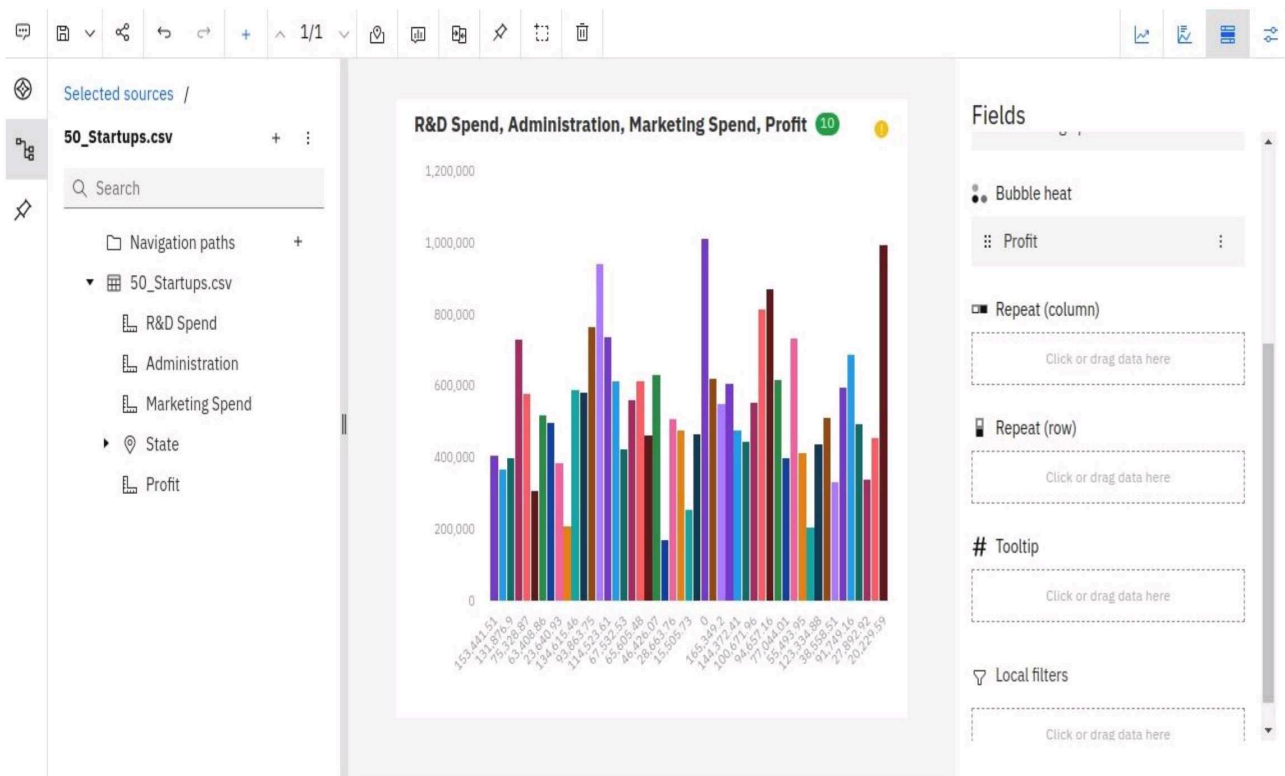 1/1
Selected sources /
50_Startups.csv
Search
Navigation paths
50_Startups.csv
R&D Spend
Administration
Marketing Spend
State
Profit
R&D Spend, Administration, Marketing Spend, Profit 10
1,200,000
1,000,000
800,000
600,000
400,000
200,000
0
153,441.51
131,876.9
75,328.87
63,408.86
23,640.93
134,615.46
93,863.75
114,523.61
67,532.53
65,605.48
46,426.07
28,663.76
15,505.73
0
165,349.2
144,372.41
100,671.96
94,657.16
77,044.01
55,493.95
123,334.88
38,558.51
91,749.16
27,892.92
20,229.59
Fields
Bubble heat
Profit
Repeat (column)
Click or drag data here
Repeat (row)
Click or drag data here
# Tooltip
Click or drag data here
Local filters
Click or drag data here